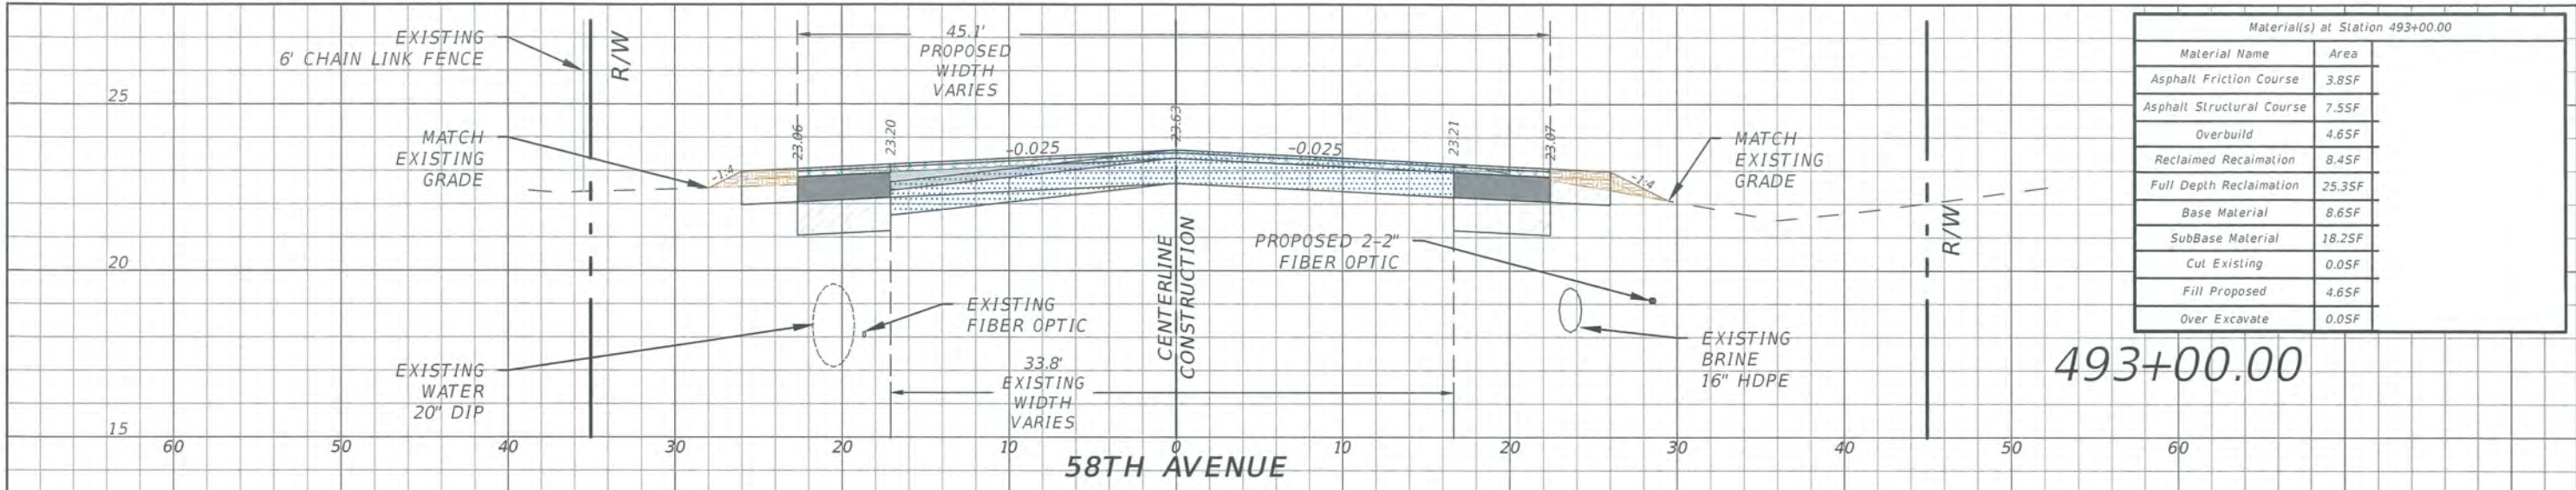 EXISTING
6' CHAIN LINK FENCE
R/W
45.1'
PROPOSED
WIDTH
VARIES
25
MATCH
EXISTING
GRADE
-1:4
23.06
23.20
-0.025
23.63
-0.025
23.21
23.07
-1:4
MATCH
EXISTING
GRADE
R/W
20
PROPOSED 2-2"
FIBER OPTIC
CENTERLINE
CONSTRUCTION
EXISTING
FIBER OPTIC
EXISTING
WATER
20" DIP
33.8'
EXISTING
WIDTH
VARIES
EXISTING
BRINE
16" HDPE
15
60 50 40 30 20 10 0 10 20 30 40 50 60
58TH AVENUE
Material(s) at Station 493+00.00
Material Name Area
Asphalt Friction Course 3.8SF
Asphalt Structural Course 7.5SF
Overbuild 4.6SF
Reclaimed Recaimation 8.4SF
Full Depth Reclaimation 25.3SF
Base Material 8.6SF
SubBase Material 18.2SF
Cut Existing 0.0SF
Fill Proposed 4.6SF
Over Excavate 0.0SF
493+00.00